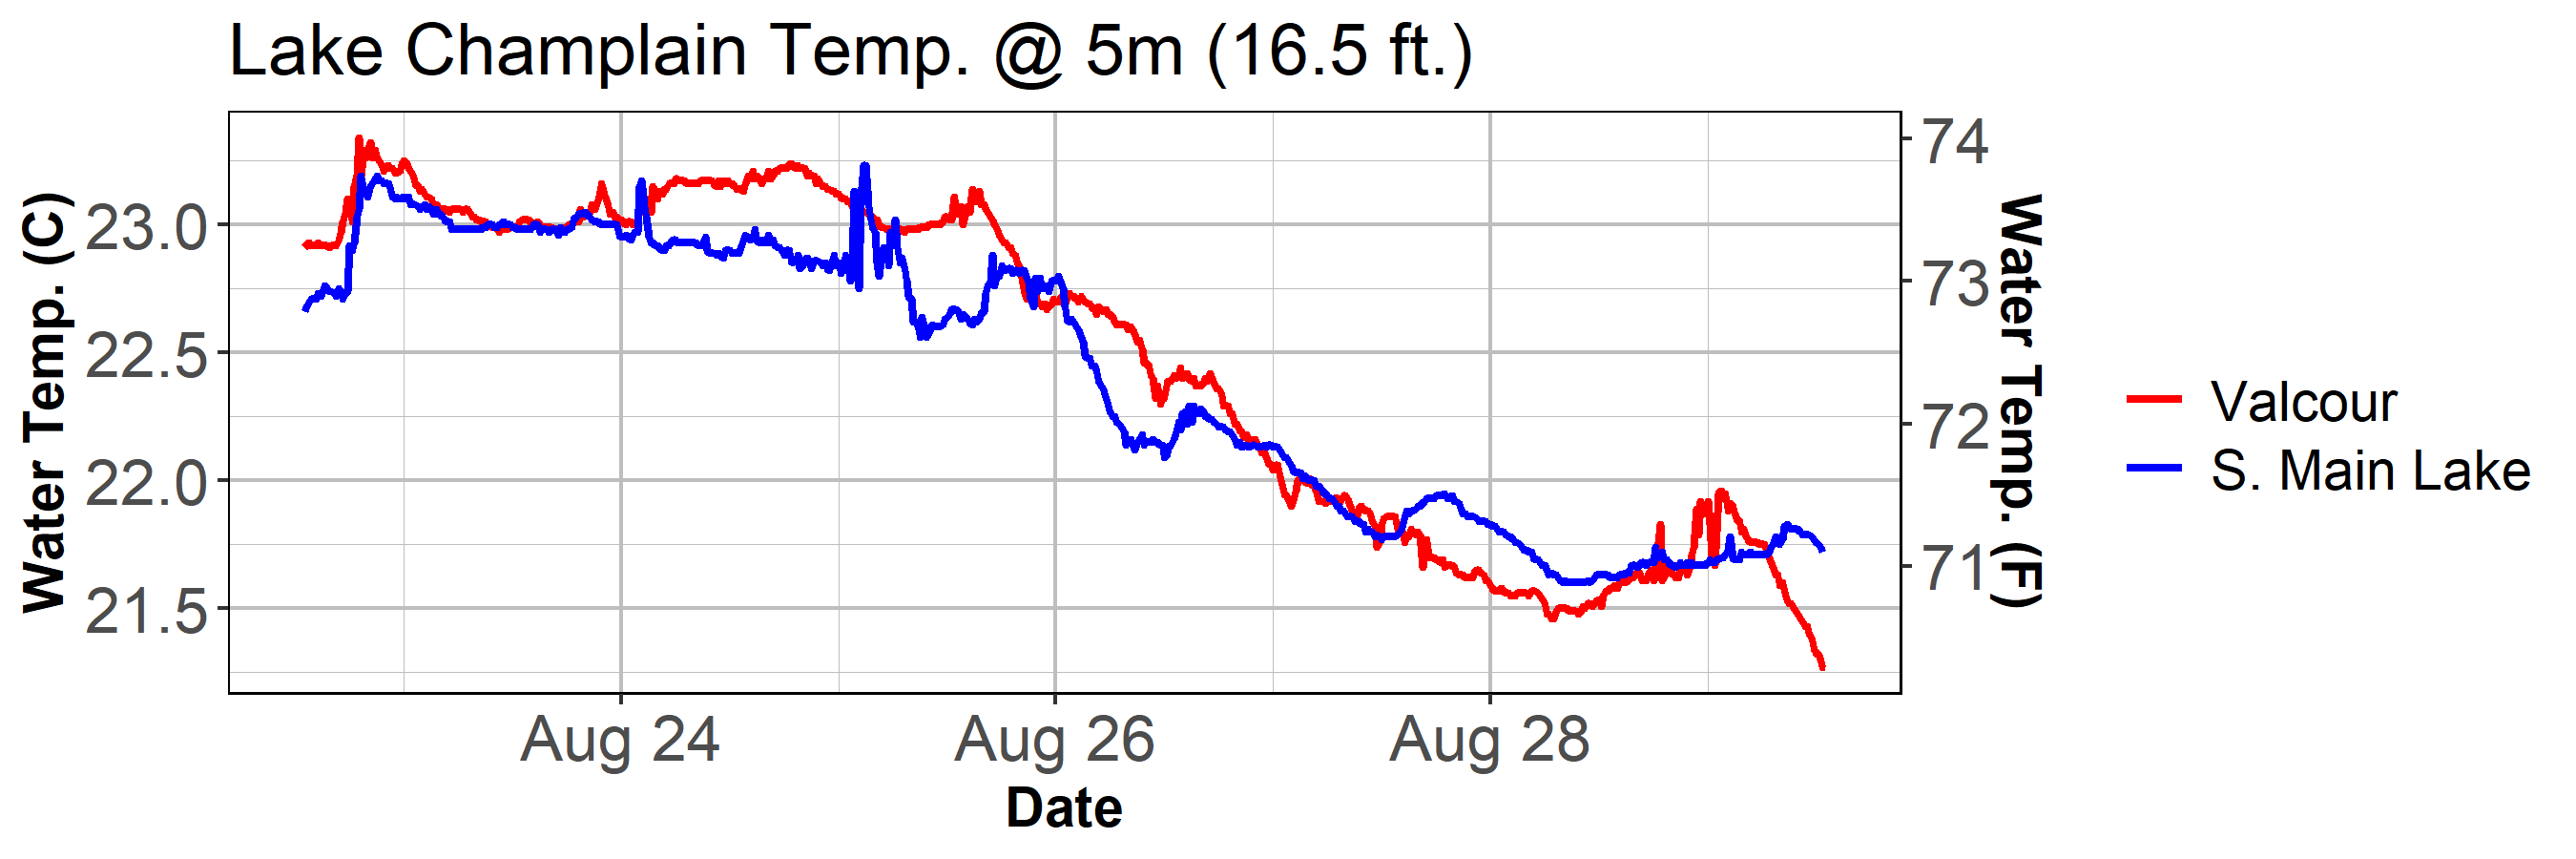 Lake Champlain Temp. @ 5m (16.5 ft.)
Water Temp. (C)
23.0
22.5
22.0
21.5
74
73
72
71
Water Temp. (F)
Aug 24
Aug 26
Aug 28
Date
Valcour
S. Main Lake